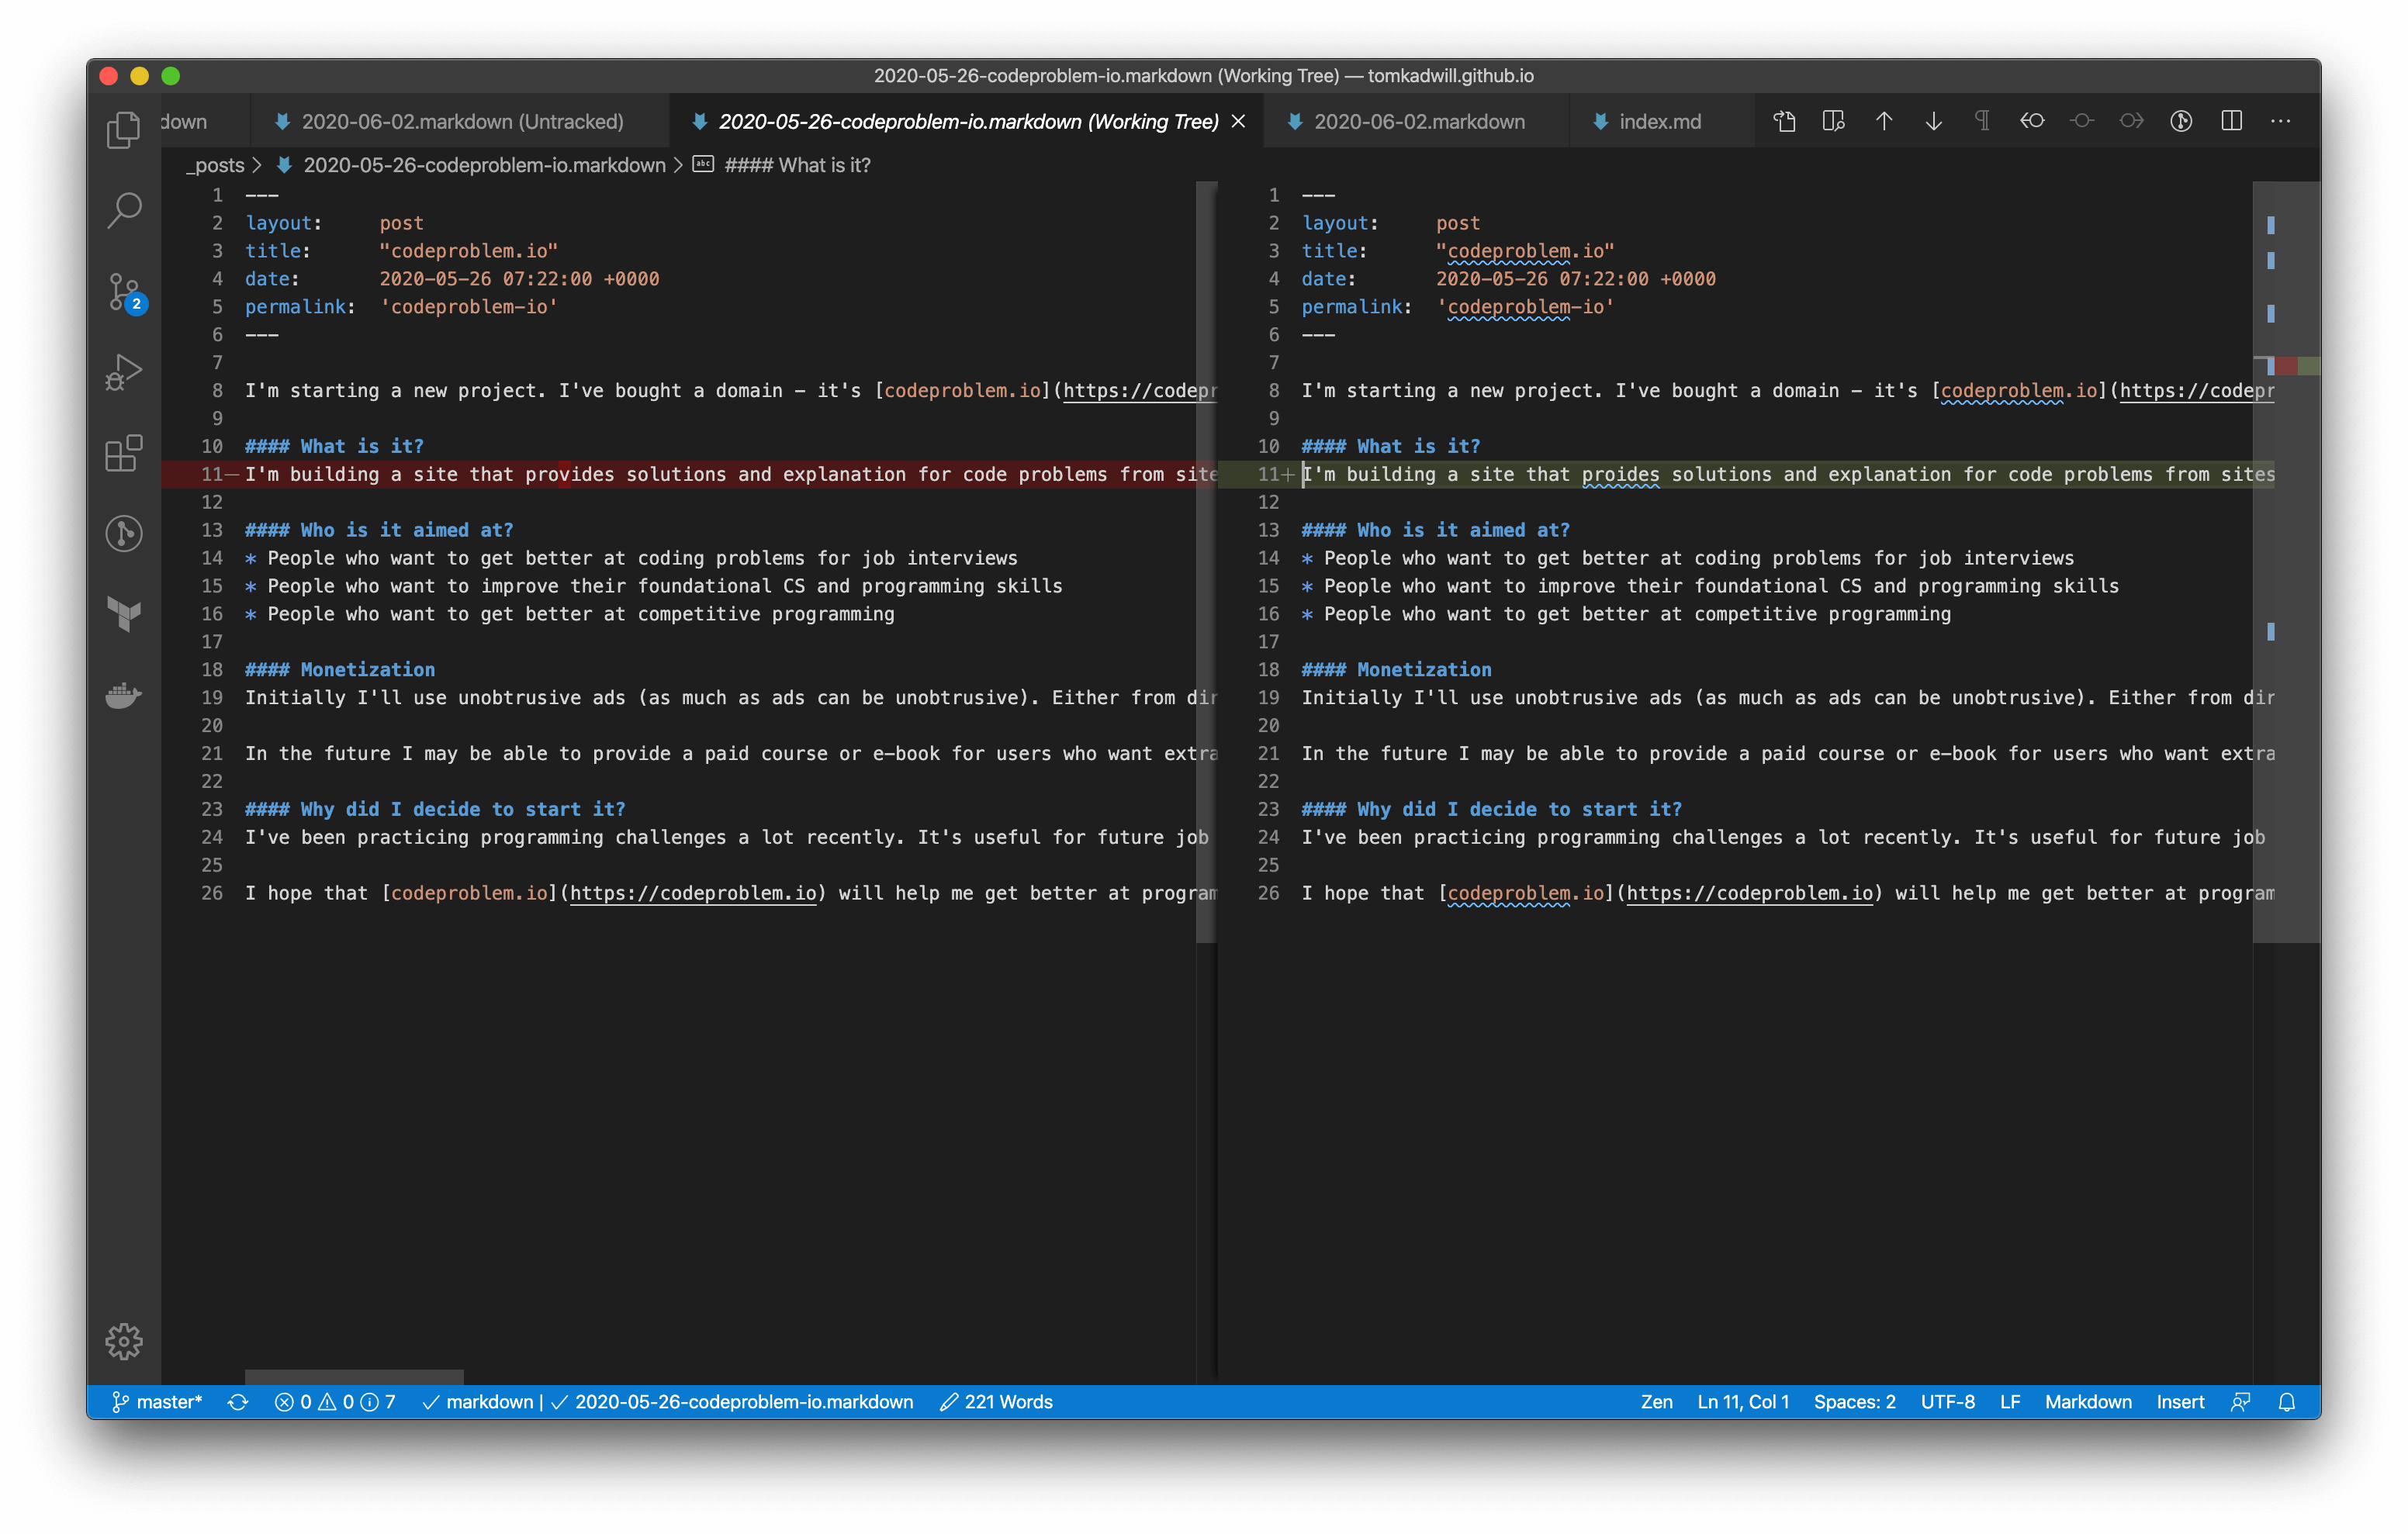 2020-05-26-codeproblem-io.markdown (Working Tree) — tomkadwill.github.io
down 2020-06-02.markdown (Untracked) 2020-05-26-codeproblem-io.markdown (Working Tree) 2020-06-02.markdown index.md
_posts > 2020-05-26-codeproblem-io.markdown > #### What is it?
1 ---
2 layout: post
3 title: "codeproblem.io"
4 date: 2020-05-26 07:22:00 +0000
5 permalink: 'codeproblem-io'
6 ---
7
8 I'm starting a new project. I've bought a domain - it's [codeproblem.io](https://codepr
9
10 #### What is it?
11 I'm building a site that provides solutions and explanation for code problems from site
12
13 #### Who is it aimed at?
14 * People who want to get better at coding problems for job interviews
15 * People who want to improve their foundational CS and programming skills
16 * People who want to get better at competitive programming
17
18 #### Monetization
19 Initially I'll use unobtrusive ads (as much as ads can be unobtrusive). Either from dir
20
21 In the future I may be able to provide a paid course or e-book for users who want extra
22
23 #### Why did I decide to start it?
24 I've been practicing programming challenges a lot recently. It's useful for future job
25
26 I hope that [codeproblem.io](https://codeproblem.io) will help me get better at program
1 ---
2 layout: post
3 title: "codeproblem.io"
4 date: 2020-05-26 07:22:00 +0000
5 permalink: 'codeproblem-io'
6 ---
7
8 I'm starting a new project. I've bought a domain - it's [codeproblem.io](https://codepr
9
10 #### What is it?
11+ I'm building a site that proides solutions and explanation for code problems from sites
12
13 #### Who is it aimed at?
14 * People who want to get better at coding problems for job interviews
15 * People who want to improve their foundational CS and programming skills
16 * People who want to get better at competitive programming
17
18 #### Monetization
19 Initially I'll use unobtrusive ads (as much as ads can be unobtrusive). Either from dir
20
21 In the future I may be able to provide a paid course or e-book for users who want extra
22
23 #### Why did I decide to start it?
24 I've been practicing programming challenges a lot recently. It's useful for future job
25
26 I hope that [codeproblem.io](https://codeproblem.io) will help me get better at program
2
master* 0 0 7 markdown | 2020-05-26-codeproblem-io.markdown 221 Words Zen Ln 11, Col 1 Spaces: 2 UTF-8 LF Markdown Insert